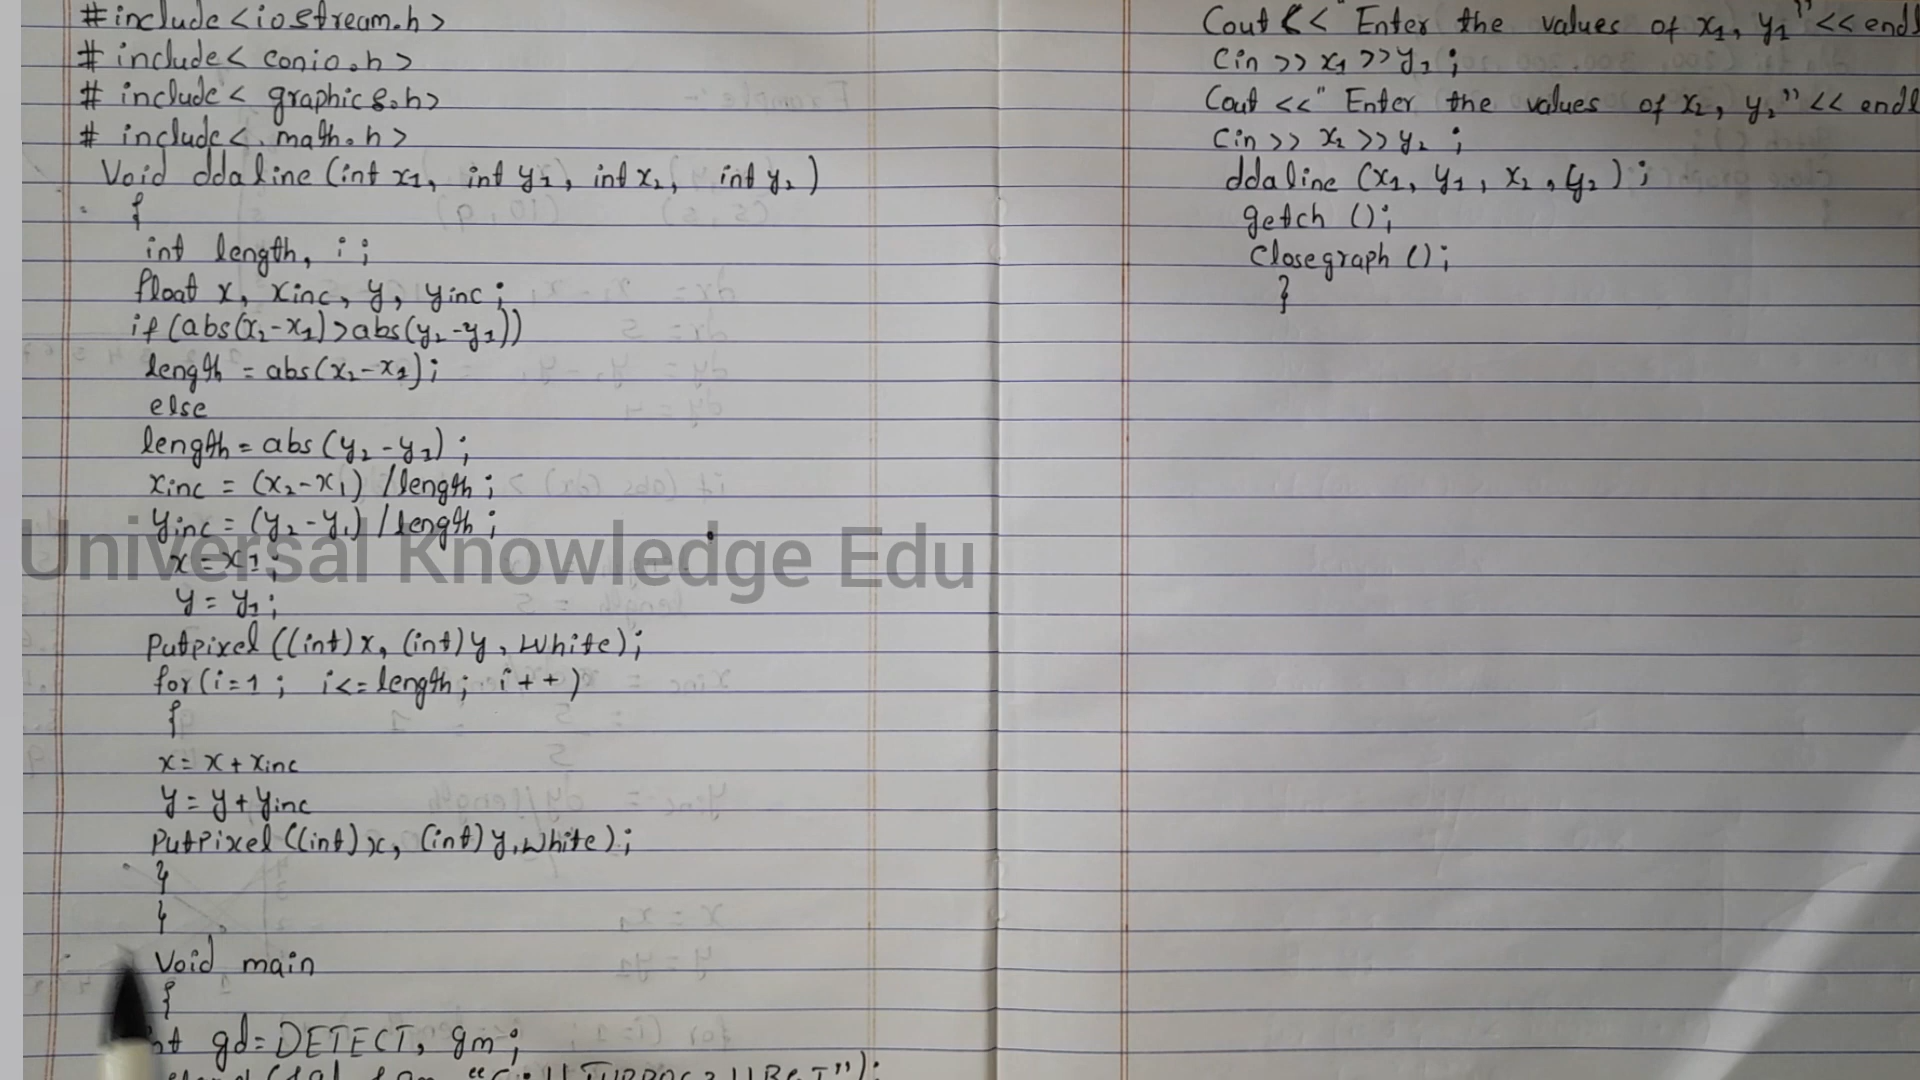 #include<iostream.h>
# include< conio.h>
# include< graphics.h>
# include< math.h>
Void ddaline (int x1, int y1, int x2, int y2)
{
int length, i;
float x, xinc, y, yinc;
if (abs(x2-x1)>abs(y2-y1))
length = abs(x2-x1);
else
length = abs (y2-y1);
xinc = (x2-x1) /length;
yinc = (y2-y1) /length;
x=x1;
y = y1;
Putpixel ((int)x, (int)y, White);
for(i=1; i<=length; i++)
{
x= x+xinc
y= y+yinc
PutPixel ((int)x, (int)y,White);
}
}
Void main
{
gd=DETECT, gm;
Cout << "Enter the values of x1, y1" << endl
Cin >> x1 >>y1;
Cout <<" Enter the values of x2, y2" << endl
Cin>> x2 >>y2;
ddaline (x1, y1, x2, y2);
getch ();
Closegraph ();
}
Universal Knowledge Edu